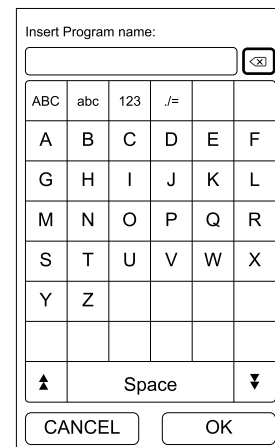 Insert Program name:
ABC abc 123 ./=
A B C D E F
G H I J K L
M N O P Q R
S T U V W X
Y Z
Space
CANCEL OK